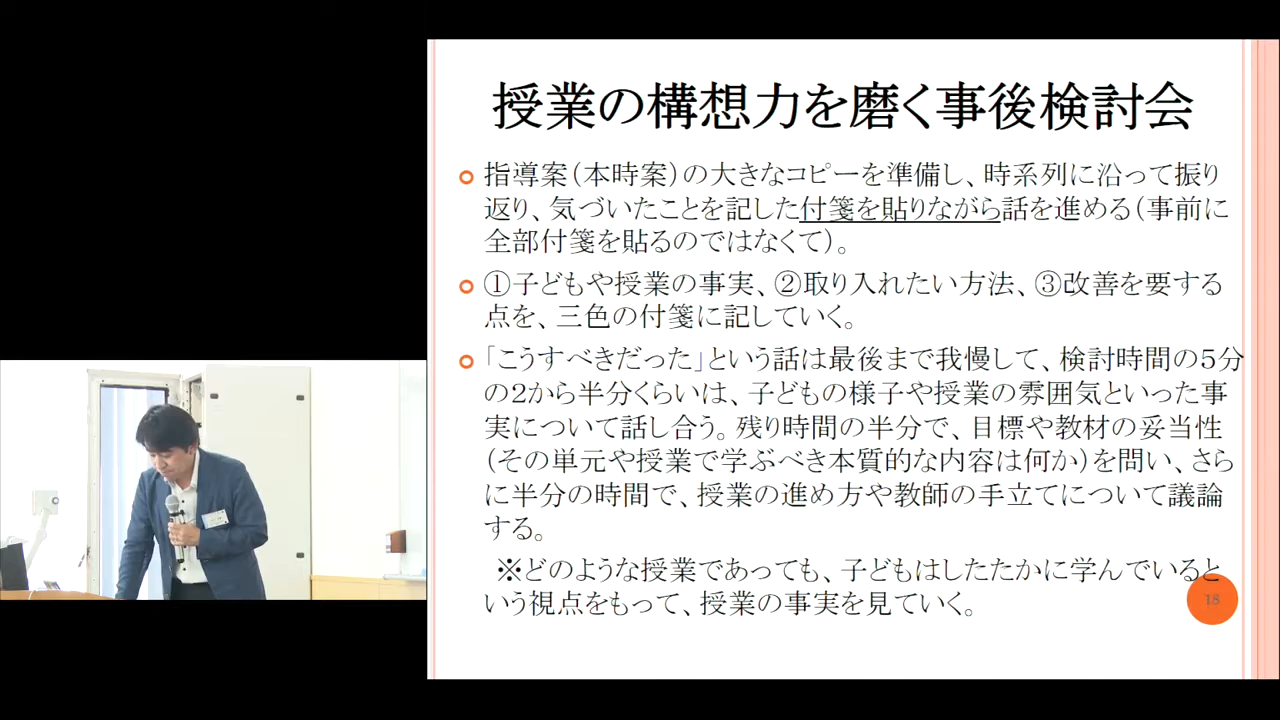 授業の構想力を磨く事後検討会
指導案(本時案)の大きなコピーを準備し、時系列に沿って振り
返り、気づいたことを記した付箋を貼りながら話を進める(事前に
全部付箋を貼るのではなくて)。
①子どもや授業の事実、②取り入れたい方法、③改善を要する
点を、三色の付箋に記していく。
「こうすべきだった」という話は最後まで我慢して、検討時間の5分
の2から半分くらいは、子どもの様子や授業の雰囲気といった事
実について話し合う。残り時間の半分で、目標や教材の妥当性
(その単元や授業で学ぶべき本質的な内容は何か)を問い、さら
に半分の時間で、授業の進め方や教師の手立てについて議論
する。
※どのような授業であっても、子どもはしたたかに学んでいると
いう視点をもって、授業の事実を見ていく。
18